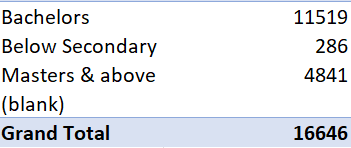 Bachelors 11519
Below Secondary 286
Masters & above 4841
(blank)
Grand Total 16646